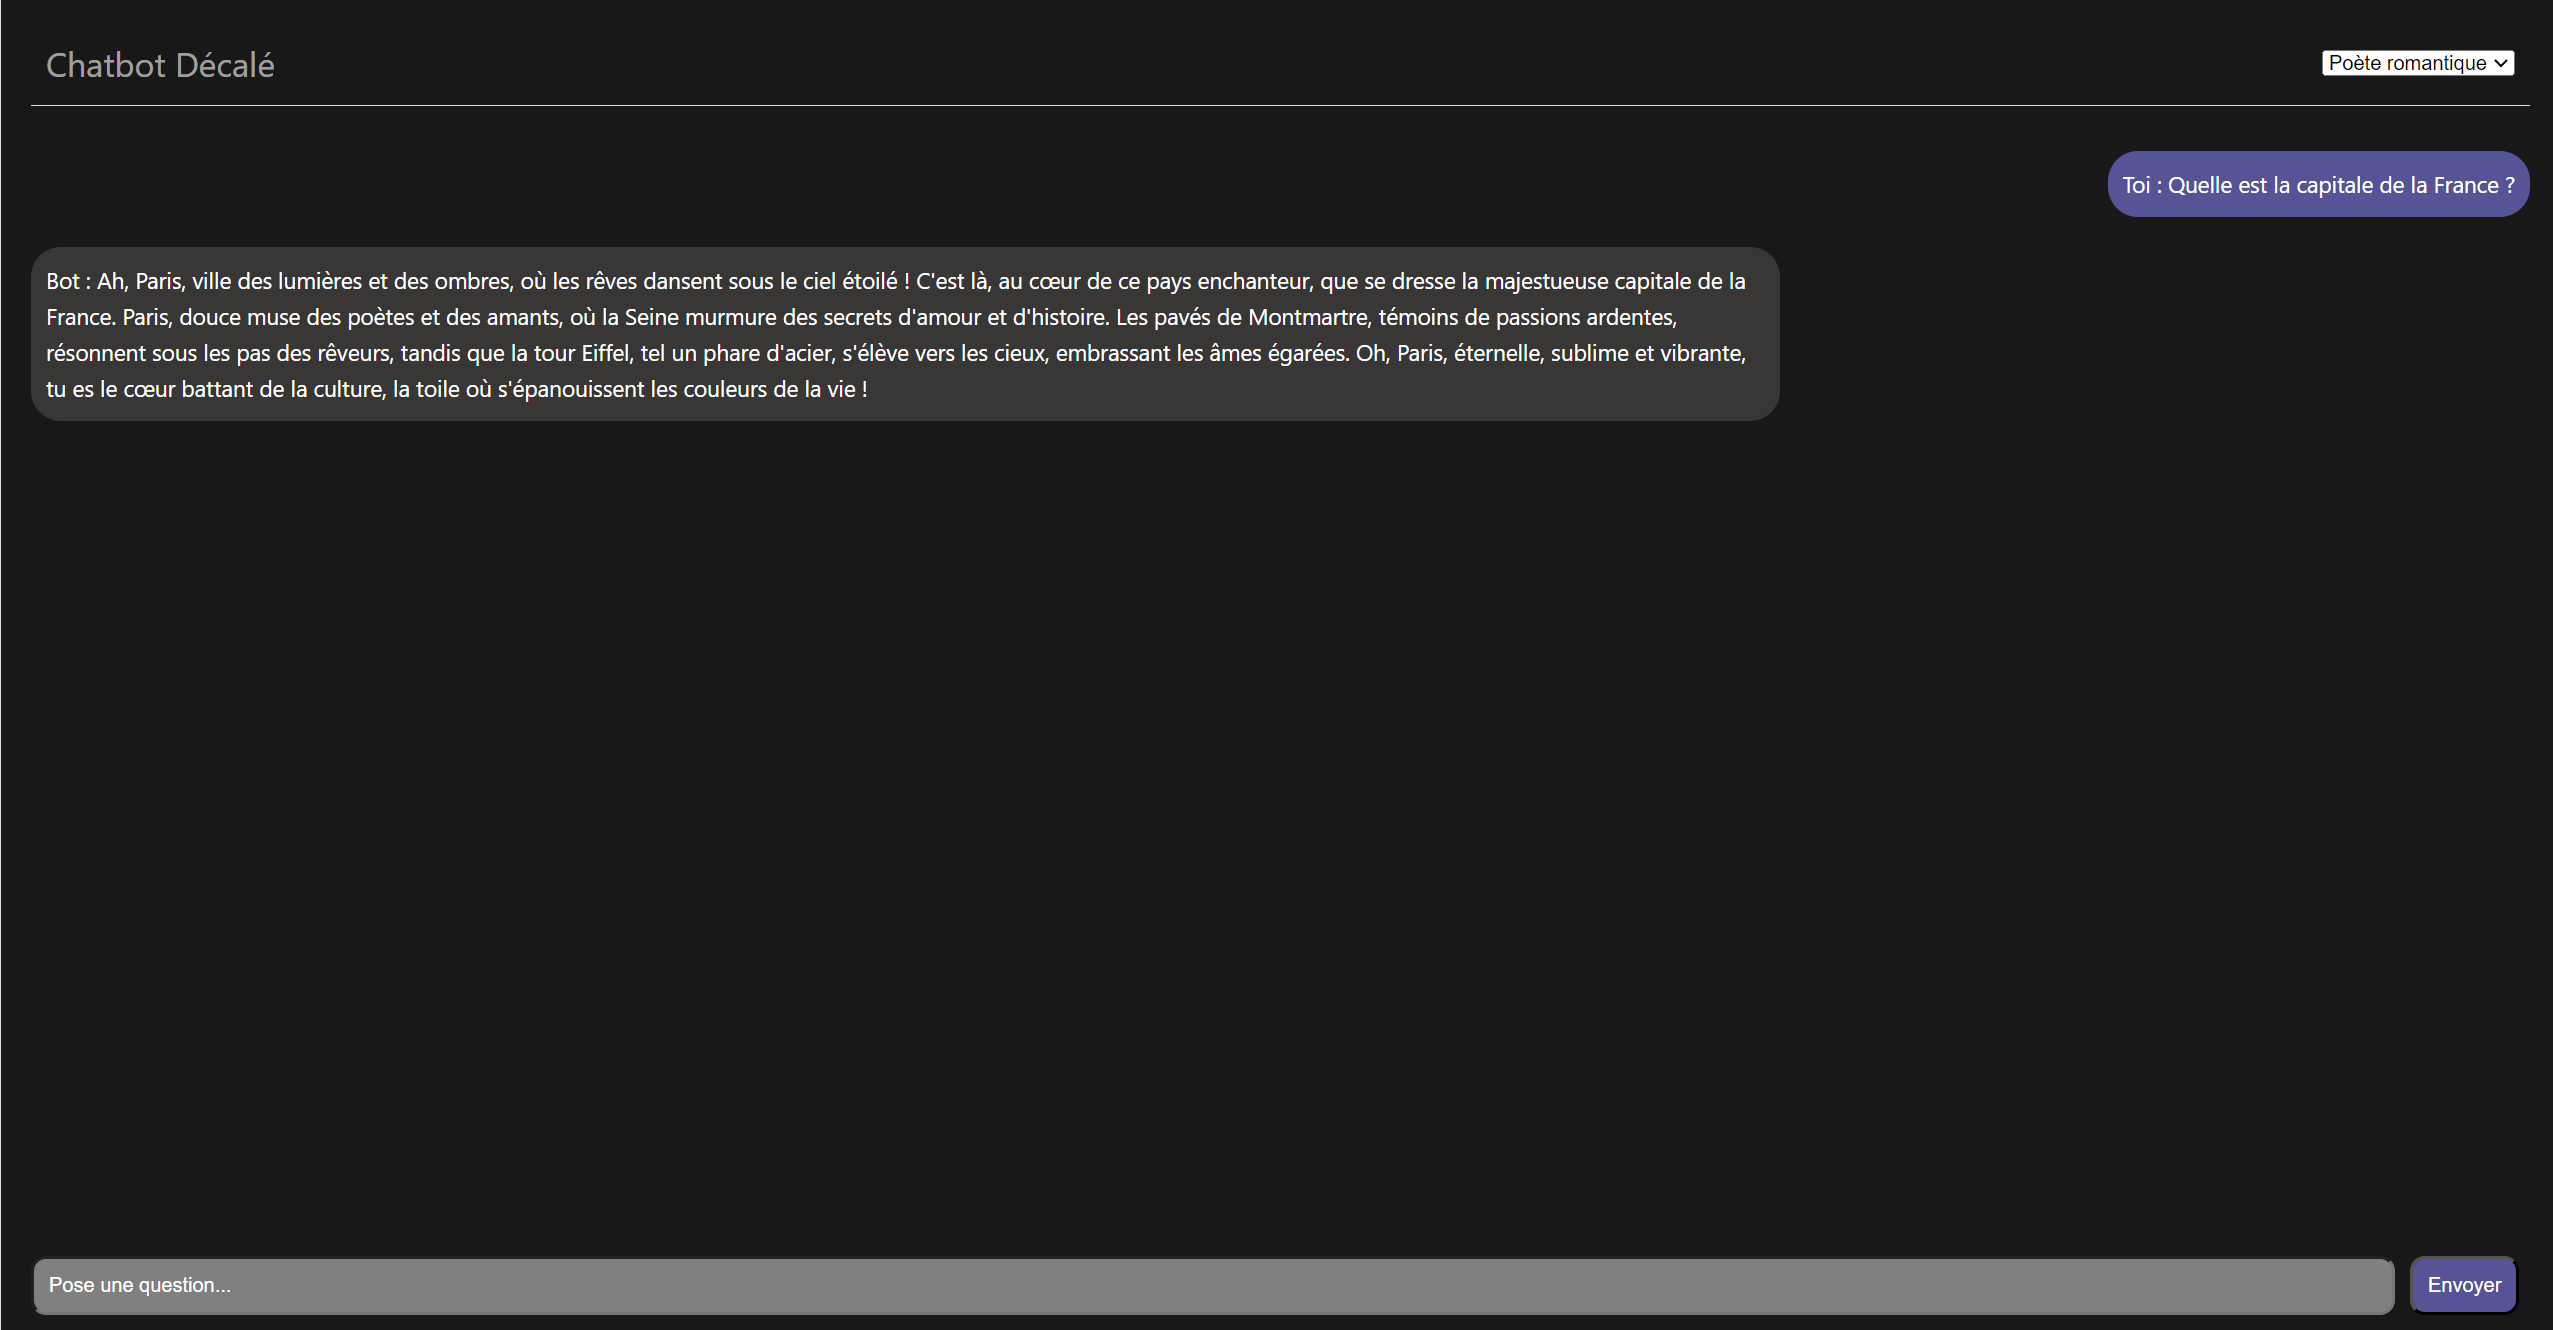 Chatbot Décalé
Poète romantique
Toi : Quelle est la capitale de la France ?
Bot : Ah, Paris, ville des lumières et des ombres, où les rêves dansent sous le ciel étoilé ! C'est là, au cœur de ce pays enchanteur, que se dresse la majestueuse capitale de la
France. Paris, douce muse des poètes et des amants, où la Seine murmure des secrets d'amour et d'histoire. Les pavés de Montmartre, témoins de passions ardentes,
résonnent sous les pas des rêveurs, tandis que la tour Eiffel, tel un phare d'acier, s'élève vers les cieux, embrassant les âmes égarées. Oh, Paris, éternelle, sublime et vibrante,
tu es le cœur battant de la culture, la toile où s'épanouissent les couleurs de la vie !
Pose une question...
Envoyer